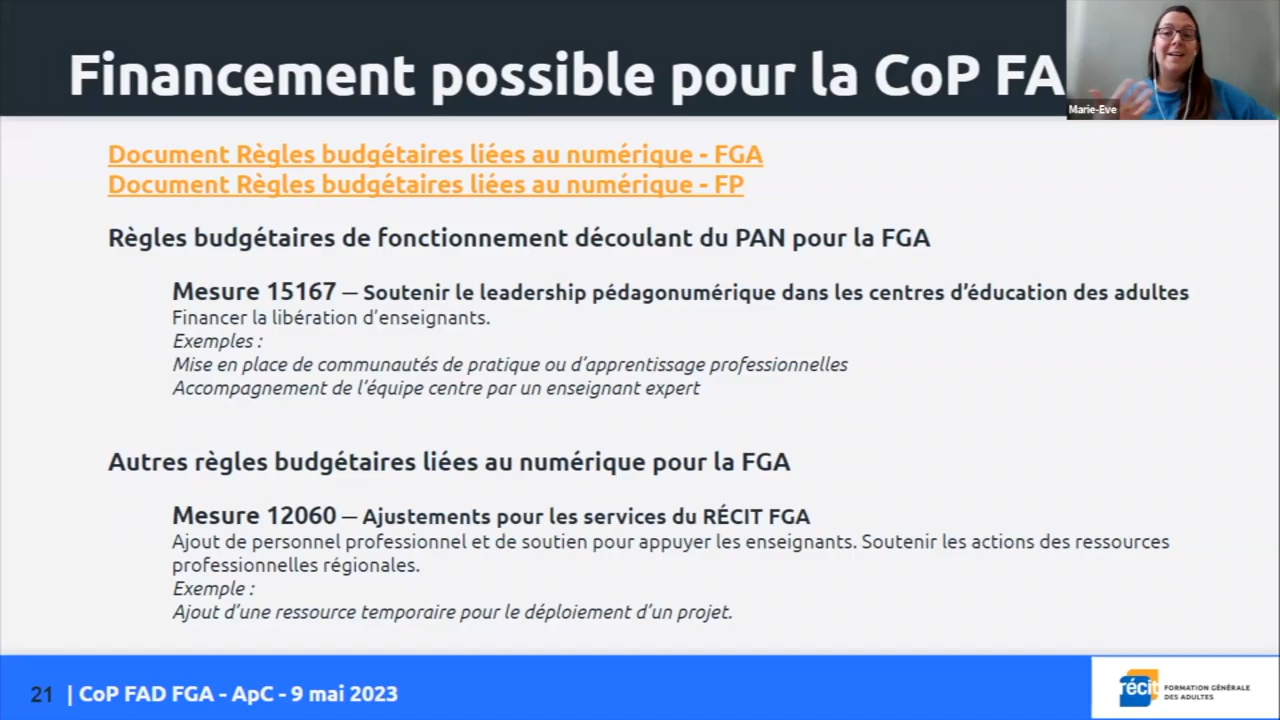 Financement possible pour la CoP FA
Marie-Eve
Document Règles budgétaires liées au numérique - FGA
Document Règles budgétaires liées au numérique - FP
Règles budgétaires de fonctionnement découlant du PAN pour la FGA
Mesure 15167 — Soutenir le leadership pédagonumérique dans les centres d’éducation des adultes
Financer la libération d’enseignants.
Exemples :
Mise en place de communautés de pratique ou d’apprentissage professionnelles
Accompagnement de l’équipe centre par un enseignant expert
Autres règles budgétaires liées au numérique pour la FGA
Mesure 12060 — Ajustements pour les services du RÉCIT FGA
Ajout de personnel professionnel et de soutien pour appuyer les enseignants. Soutenir les actions des ressources
professionnelles régionales.
Exemple :
Ajout d’une ressource temporaire pour le déploiement d’un projet.
21 | CoP FAD FGA - ApC - 9 mai 2023
récit FORMATION GÉNÉRALE
DES ADULTES